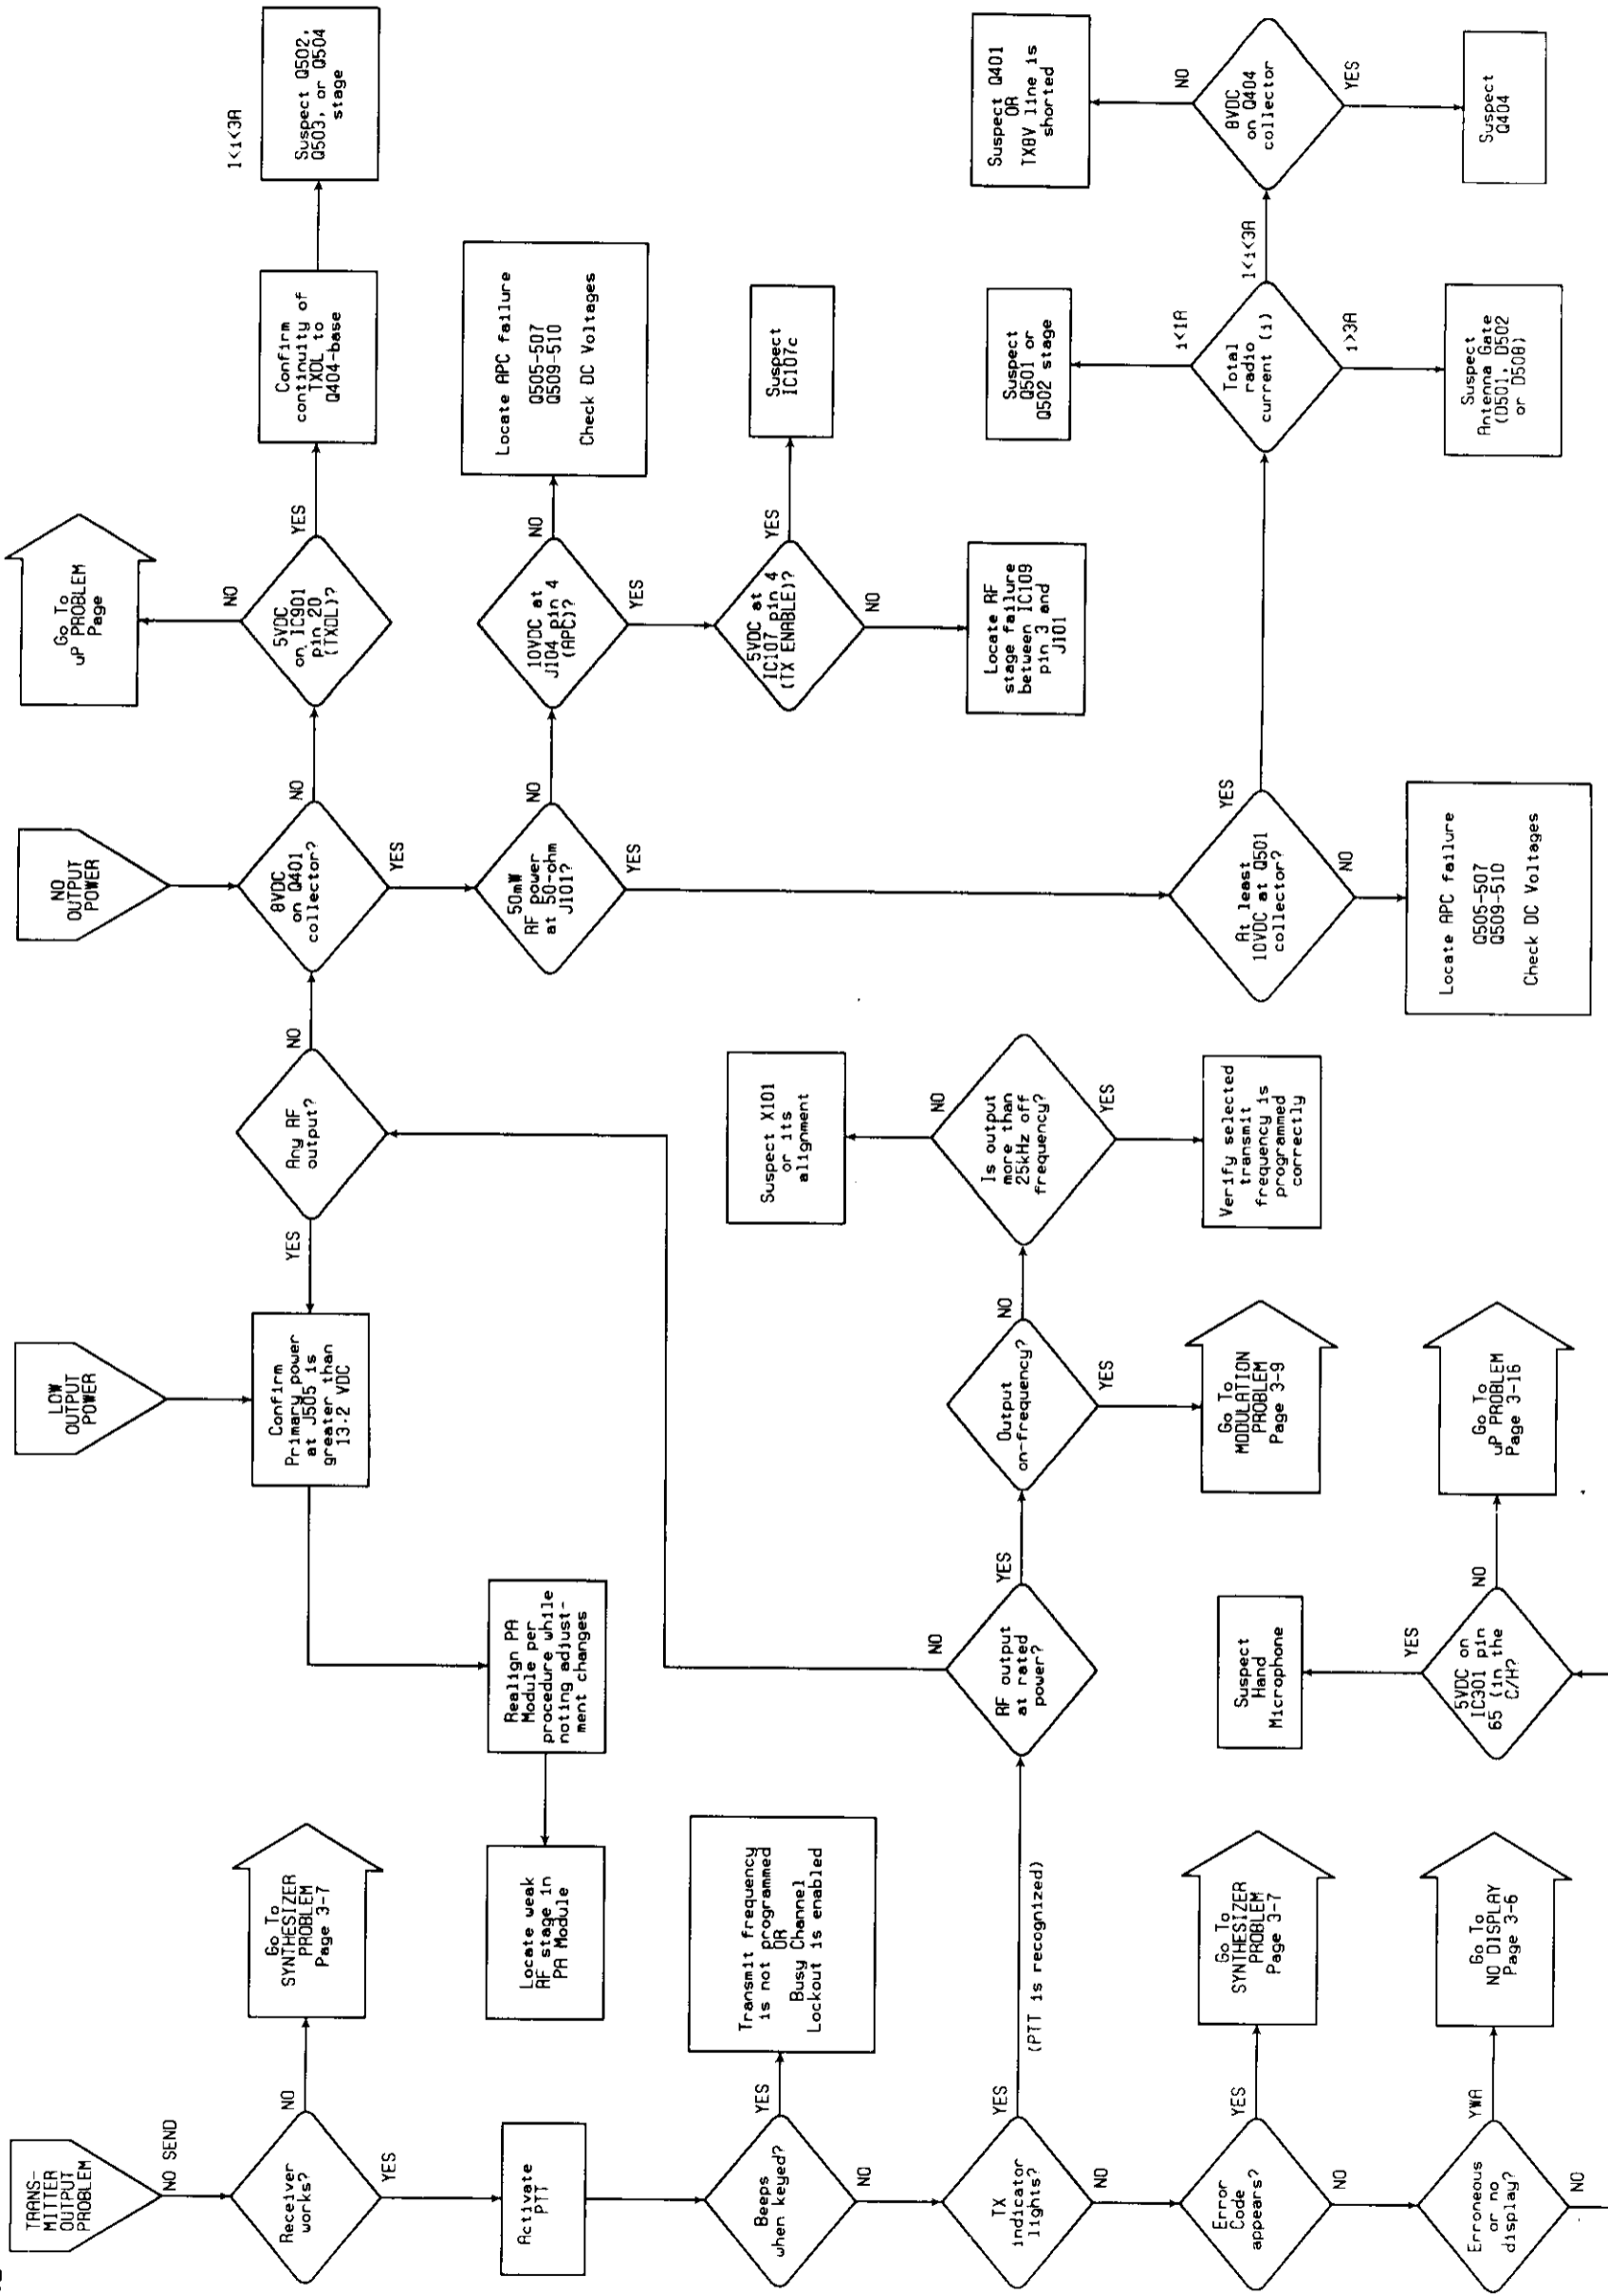 TRANS-
MITTER
OUTPUT
PROBLEM
NO SEND
Receiver
works?
NO
Go To
SYNTHESIZER
PROBLEM
Page 3-7
YES
Activate
PTT
Beeps
when keyed?
YES
Transmit frequency
is not programmed
OR
Busy Channel
Lockout is enabled
NO
TX
indicator
lights?
YES
(PTT is recognized)
NO
Error
Code
appears?
YES
Go To
SYNTHESIZER
PROBLEM
Page 3-7
NO
Erroneous
or no
display?
YWA
Go To
NO DISPLAY
Page 3-6
NO
5VDC on
IC301 pin
65 (in the
C/H?
YES
Suspect
Hand
Microphone
NO
Go To
uP PROBLEM
Page 3-16
RF output
at rated
power?
NO
YES
Output
on-frequency?
YES
Go To
MODULATION
PROBLEM
Page 3-9
NO
Is output
more than
25kHz off
frequency?
NO
Suspect X101
or its
alignment
YES
Verify selected
transmit
frequency is
programmed
correctly
LOW
OUTPUT
POWER
Confirm
Primary power
at J505 is
greater than
13.2 VDC
Realign PA
Module per
procedure while
noting adjust-
ment changes
Locate weak
RF stage in
PA Module
Any RF
output?
YES
NO
NO
OUTPUT
POWER
8VDC
on Q401
collector?
NO
5VDC
on IC901
pin 20
(TXDL)?
NO
Go To
uP PROBLEM
Page
YES
Confirm
continuity of
TXDL to
Q404-base
1<i<3A
Suspect Q502,
Q503, or Q504
stage
YES
50mW
RF power
at 50-ohm
J101?
NO
10VDC at
J104 pin 4
(APC)?
NO
Locate APC failure
Q505-507
Q509-510
Check DC Voltages
YES
5VDC at
IC107 pin 4
(TX ENABLE)?
YES
Suspect
IC107c
NO
Locate RF
stage failure
between IC109
pin 3 and
J101
YES
At least
10VDC at Q501
collector?
NO
Locate APC failure
Q505-507
Q509-510
Check DC Voltages
YES
Total
radio
current (i)
i<1A
Suspect
Q501 or
Q502 stage
i>3A
Suspect
Antenna Gate
(D501, D502
or D508)
1<i<3A
8VDC
on Q404
collector
NO
Suspect Q401
OR
TX8V line is
shorted
YES
Suspect
Q404